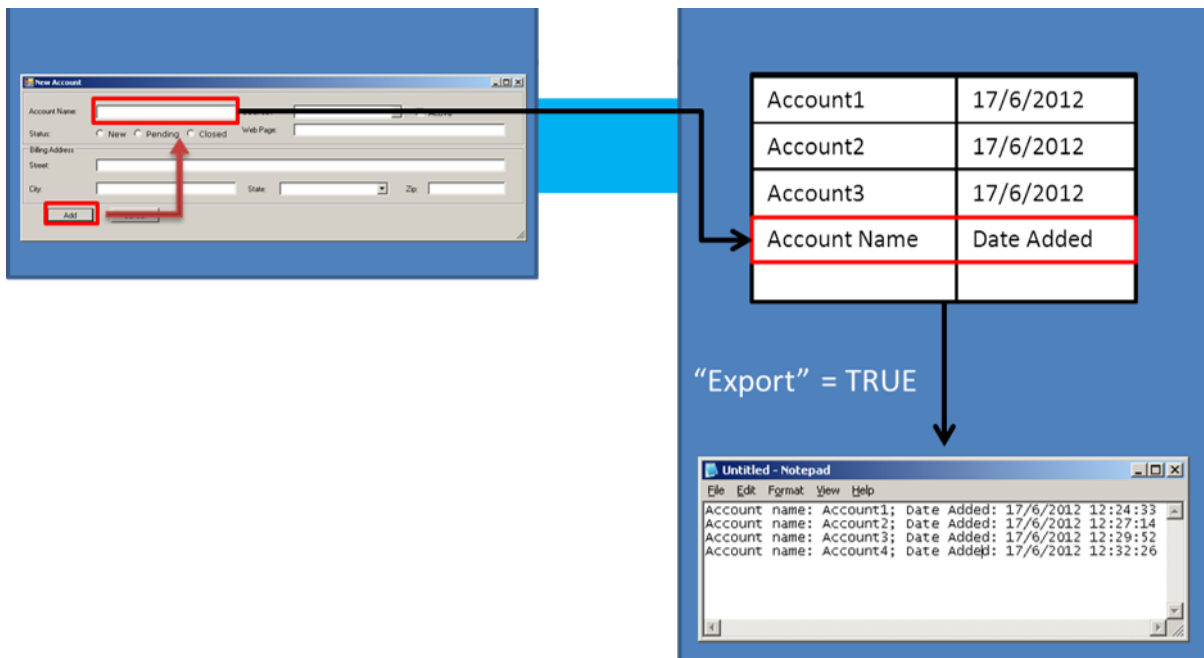 New Account
Account Name:
Status: New Pending Closed Web Page:
Billing Address
Street:
City: State: Zip:
Add
Account1 17/6/2012
Account2 17/6/2012
Account3 17/6/2012
Account Name Date Added
“Export” = TRUE
Untitled - Notepad
File Edit Format View Help
Account name: Account1; Date Added: 17/6/2012 12:24:33
Account name: Account2; Date Added: 17/6/2012 12:27:14
Account name: Account3; Date Added: 17/6/2012 12:29:52
Account name: Account4; Date Added: 17/6/2012 12:32:26